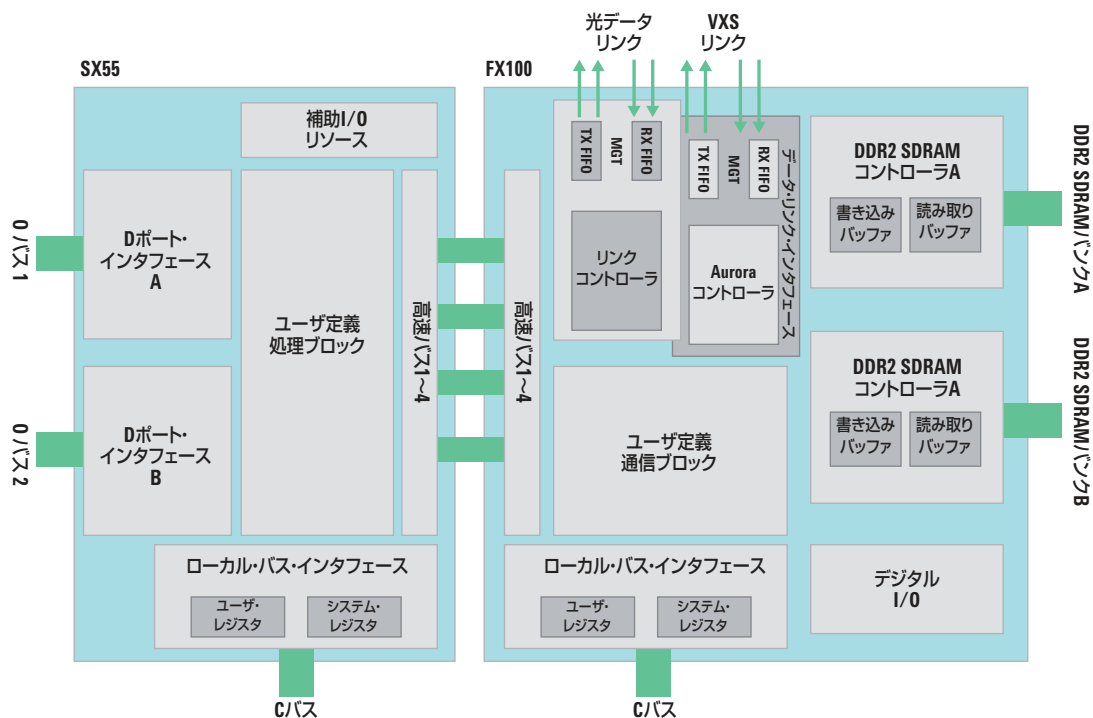 光データ
リンク
VXS
リンク
SX55
補助I/O
リソース
Dポート・
インタフェース
A
Dポート・
インタフェース
B
ユーザ定義
処理ブロック
高速バス1~4
ローカル・バス・インタフェース
ユーザ・
レジスタ
システム・
レジスタ
0バス1
0バス2
Cバス
FX100
高速バス1~4
TX FIFO
MGT
RX FIFO
リンク
コントローラ
TX FIFO
MGT
RX FIFO
Aurora
コントローラ
データ・リンク・インタフェース
ユーザ定義
通信ブロック
DDR2 SDRAM
コントローラA
書き込み
バッファ
読み取り
バッファ
DDR2 SDRAM
コントローラA
書き込み
バッファ
読み取り
バッファ
DDR2 SDRAMバンクA
DDR2 SDRAMバンクB
ローカル・バス・インタフェース
ユーザ・
レジスタ
システム・
レジスタ
デジタル
I/O
Cバス